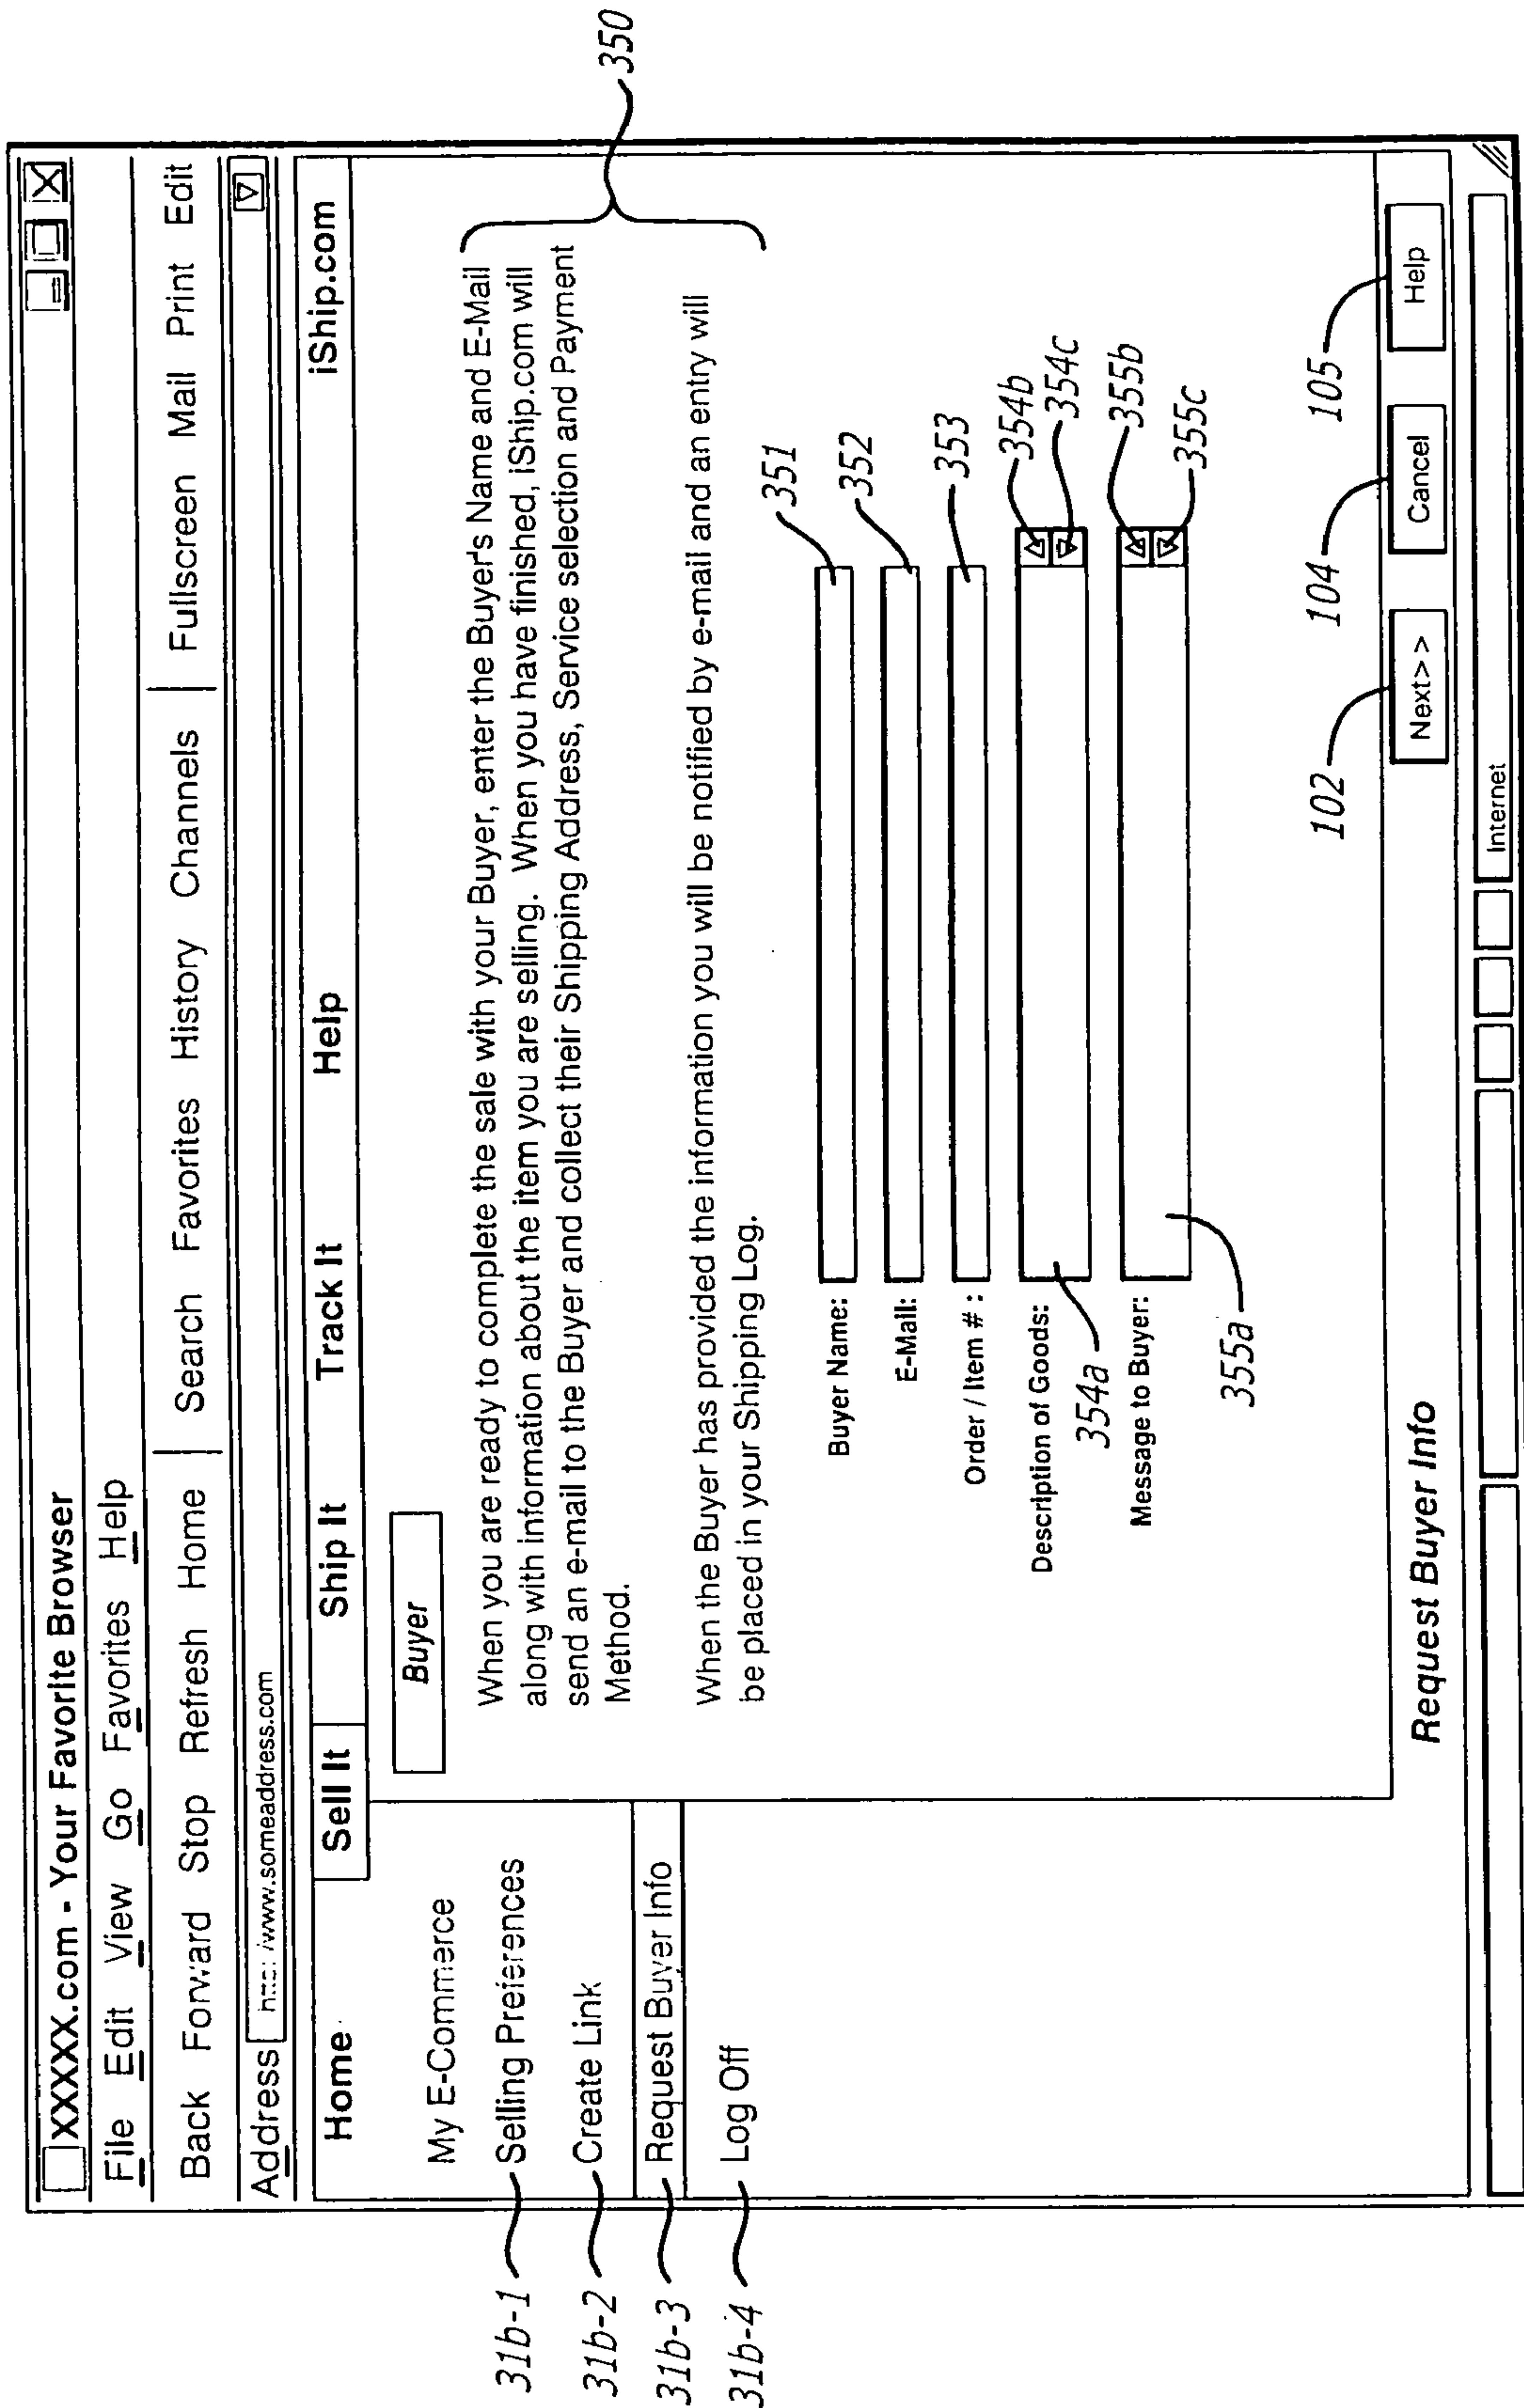 XXXXX.com - Your Favorite Browser
File Edit View Go Favorites Help
Back Forward Stop Refresh Home | Search Favorites History Channels | Fullscreen Mail Print Edit
Address http://www.someaddress.com
Home Sell It Ship It Track It Help iShip.com
My E-Commerce
31b-1 Selling Preferences
31b-2 Create Link
31b-3 Request Buyer Info
31b-4 Log Off
Buyer
When you are ready to complete the sale with your Buyer, enter the Buyer's Name and E-Mail
along with information about the item you are selling. When you have finished, iShip.com will
send an e-mail to the Buyer and collect their Shipping Address, Service selection and Payment
Method.
350
When the Buyer has provided the information you will be notified by e-mail and an entry will
be placed in your Shipping Log.
Buyer Name: 351
E-Mail: 352
Order / Item # : 353
Description of Goods: 354b
354a 354c
Message to Buyer: 355b
355a 355c
102 104 105
Request Buyer Info Next> > Cancel Help
Internet